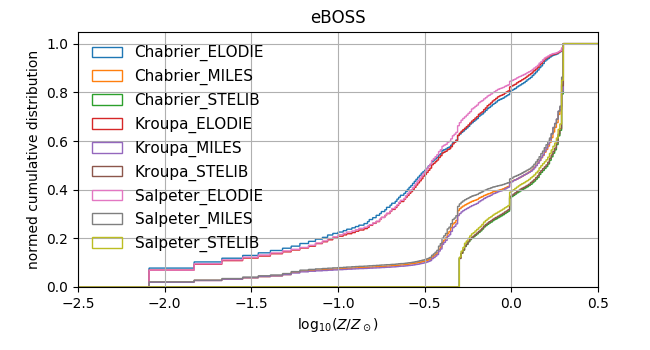 eBOSS
normed cumulative distribution
1.0
0.8
0.6
0.4
0.2
0.0
Chabrier_ELODIE
Chabrier_MILES
Chabrier_STELIB
Kroupa_ELODIE
Kroupa_MILES
Kroupa_STELIB
Salpeter_ELODIE
Salpeter_MILES
Salpeter_STELIB
−2.5 −2.0 −1.5 −1.0 −0.5 0.0 0.5
log₁₀(Z/Z⊙)